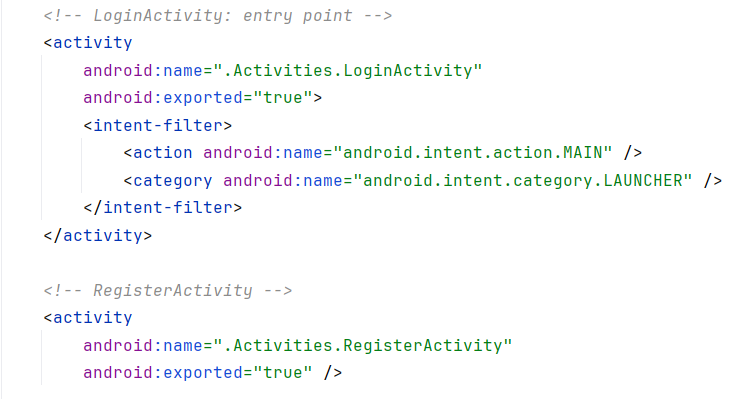 <!-- LoginActivity: entry point -->
<activity
    android:name=".Activities.LoginActivity"
    android:exported="true">
    <intent-filter>
        <action android:name="android.intent.action.MAIN" />
        <category android:name="android.intent.category.LAUNCHER" />
    </intent-filter>
</activity>

<!-- RegisterActivity -->
<activity
    android:name=".Activities.RegisterActivity"
    android:exported="true" />